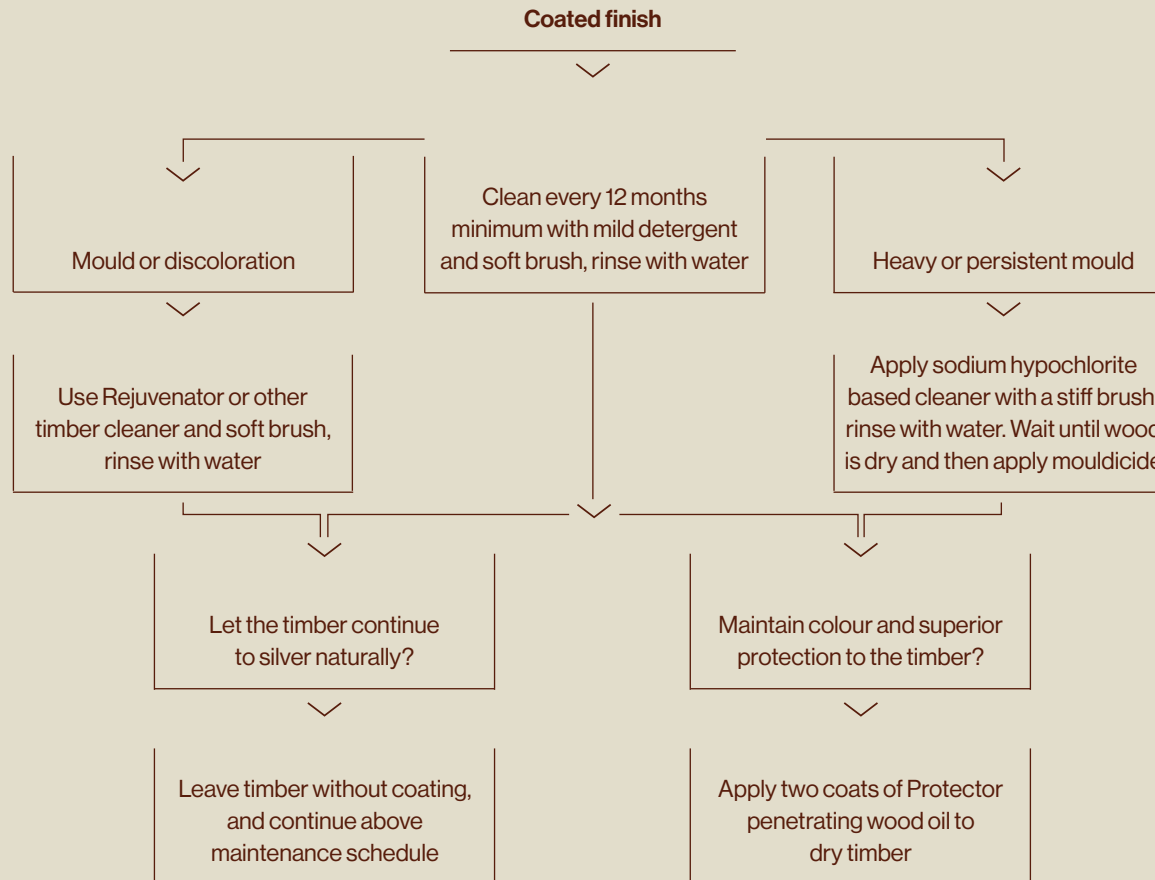 Coated finish
Clean every 12 months
minimum with mild detergent
and soft brush, rinse with water
Mould or discoloration
Heavy or persistent mould
Use Rejuvenator or other
timber cleaner and soft brush,
rinse with water
Apply sodium hypochlorite
based cleaner with a stiff brush
rinse with water. Wait until wood
is dry and then apply mouldicide
Let the timber continue
to silver naturally?
Maintain colour and superior
protection to the timber?
Leave timber without coating,
and continue above
maintenance schedule
Apply two coats of Protector
penetrating wood oil to
dry timber